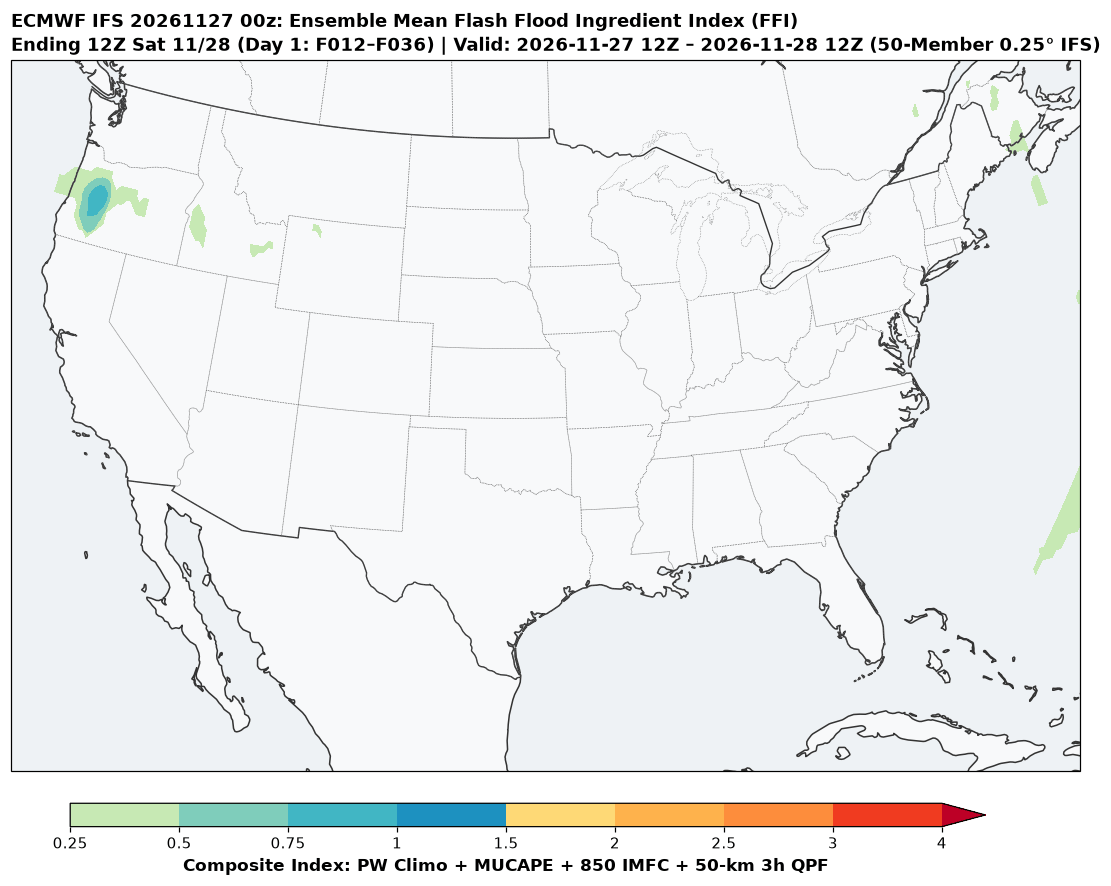 ECMWF IFS 20261127 00z: Ensemble Mean Flash Flood Ingredient Index (FFI)
Ending 12Z Sat 11/28 (Day 1: F012–F036) | Valid: 2026-11-27 12Z – 2026-11-28 12Z (50-Member 0.25° IFS)
0.25 0.5 0.75 1 1.5 2 2.5 3 4
Composite Index: PW Climo + MUCAPE + 850 IMFC + 50-km 3h QPF